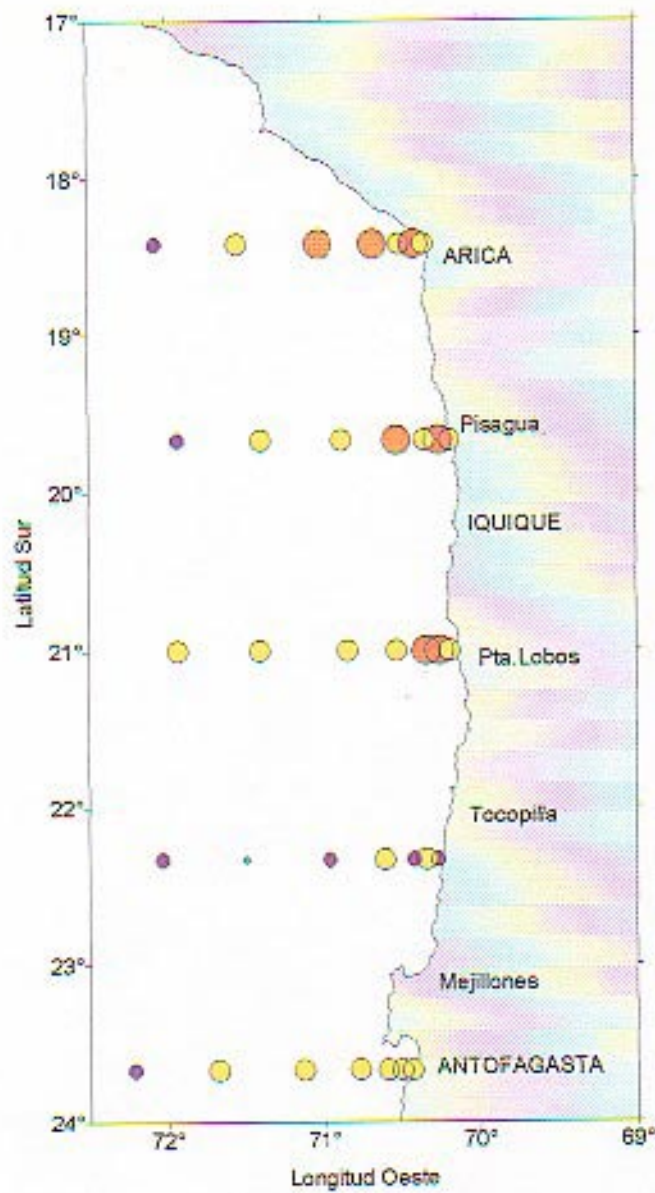 17°
18°
ARICA
19°
Pisagua
20°
IQUIQUE
Latitud Sur
21°
Pta.Lobos
22°
Tocopilla
23°
Mejillones
ANTOFAGASTA
24°
72°
71°
70°
69°
Longitud Oeste